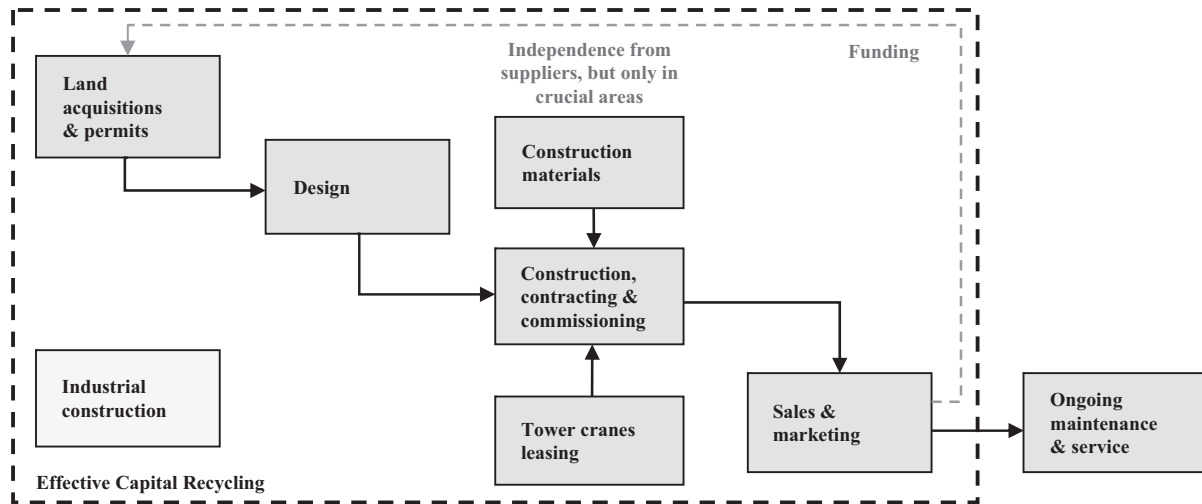 Independence from
suppliers, but only in
crucial areas
Funding
Land
acquisitions
& permits
Design
Construction
materials
Construction,
contracting &
commissioning
Industrial
construction
Tower cranes
leasing
Sales &
marketing
Ongoing
maintenance
& service
Effective Capital Recycling